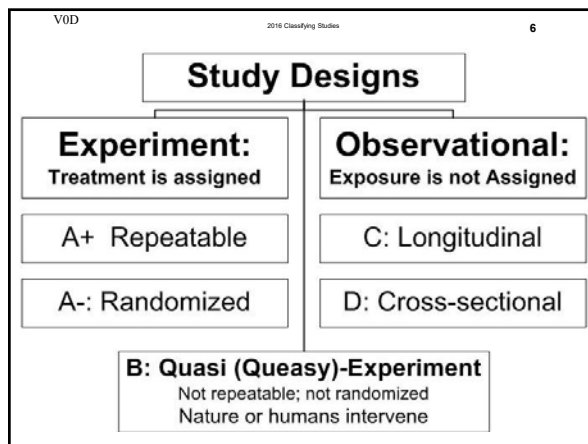 V0D
2016 Classifying Studies
6
Study Designs
Experiment:
Treatment is assigned
A+ Repeatable
A-: Randomized
Observational:
Exposure is not Assigned
C: Longitudinal
D: Cross-sectional
B: Quasi (Queasy)-Experiment
Not repeatable; not randomized
Nature or humans intervene